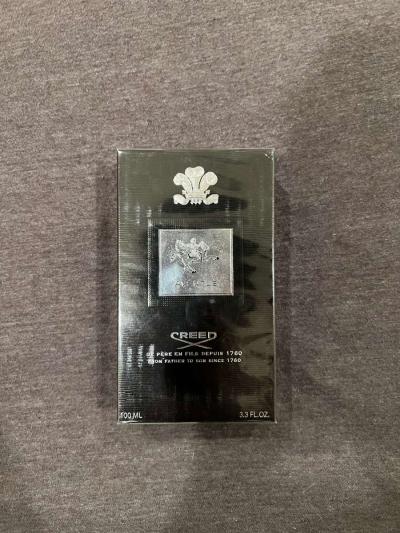 CREED
DE PÈRE EN FILS DEPUIS 1760
FROM FATHER TO SON SINCE 1760
100 ML
3.3 FL.OZ.